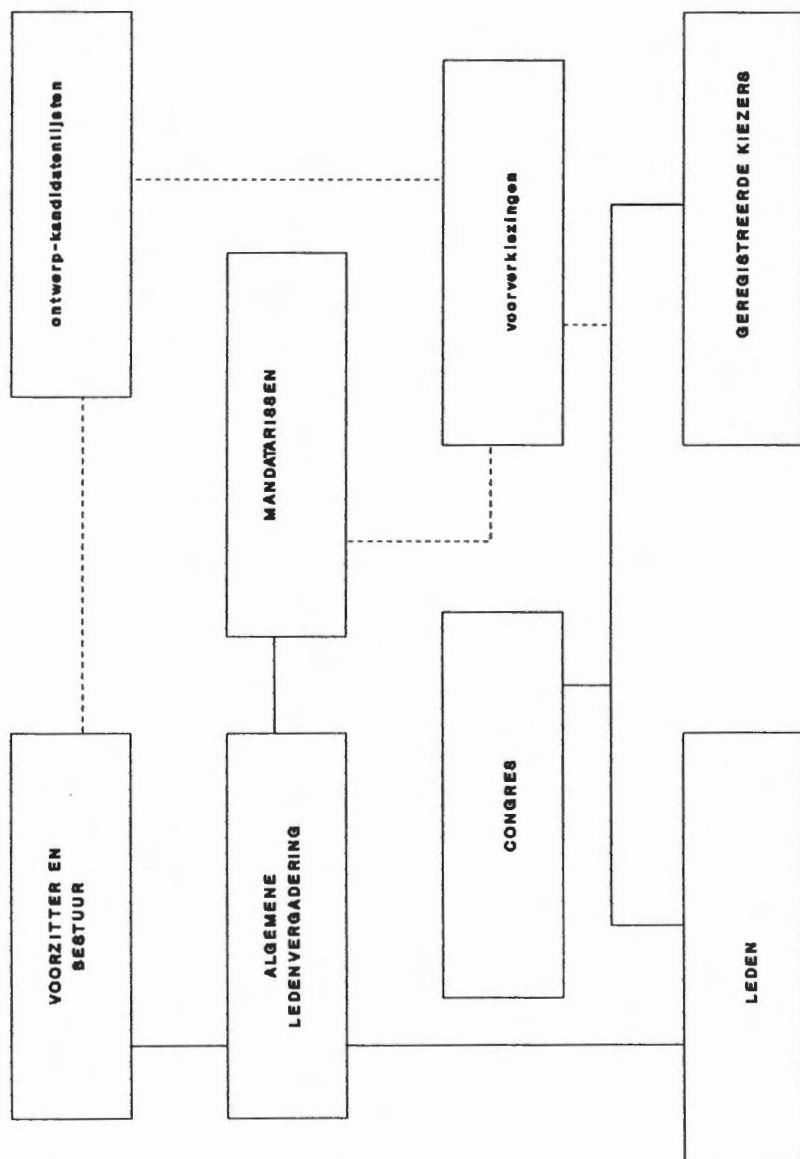 VOORZITTER EN
BESTUUR
ontwerp-kandidatenlijsten
ALGEMENE
LEDENVERGADERING
MANDATARISSEN
CONGRES
voorverkiezingen
LEDEN
GEREGISTREERDE KIEZERS